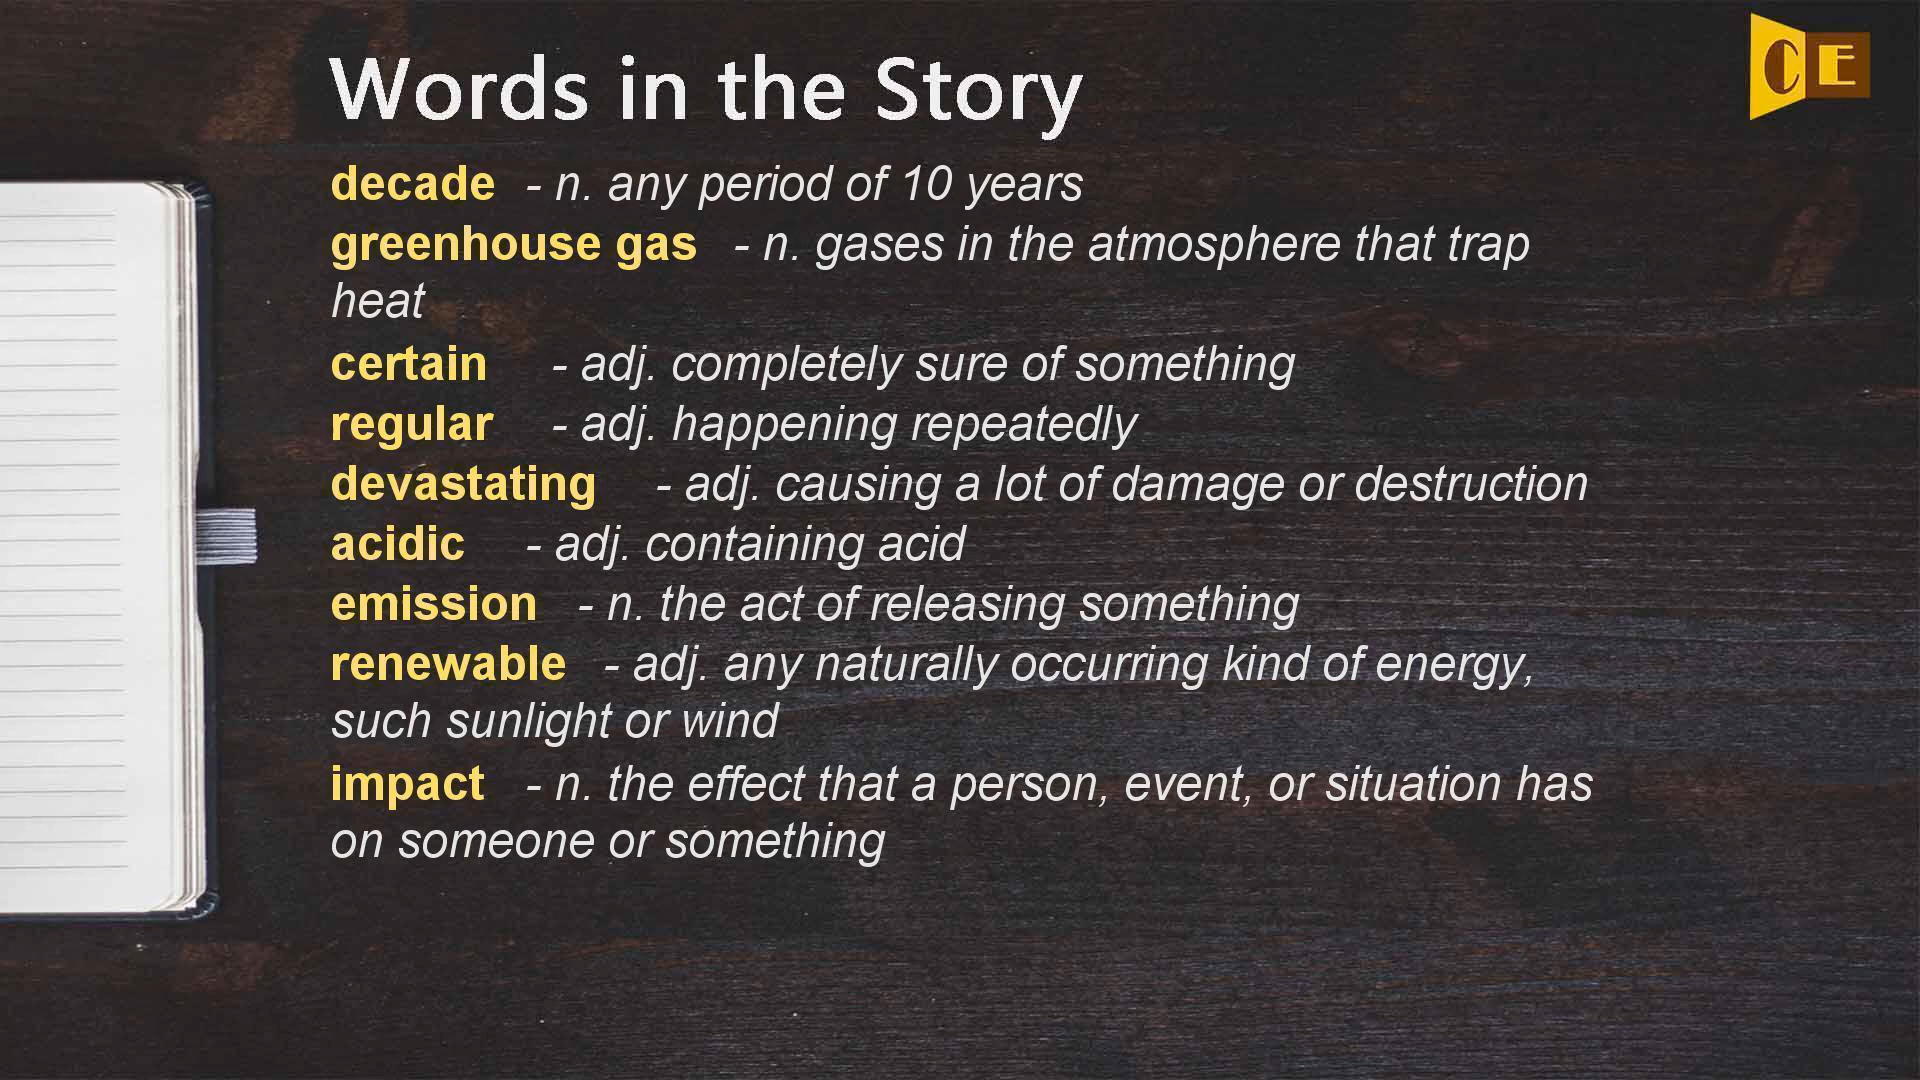 Words in the Story
CE
decade - n. any period of 10 years
greenhouse gas - n. gases in the atmosphere that trap
heat
certain - adj. completely sure of something
regular - adj. happening repeatedly
devastating - adj. causing a lot of damage or destruction
acidic - adj. containing acid
emission - n. the act of releasing something
renewable - adj. any naturally occurring kind of energy,
such sunlight or wind
impact - n. the effect that a person, event, or situation has
on someone or something